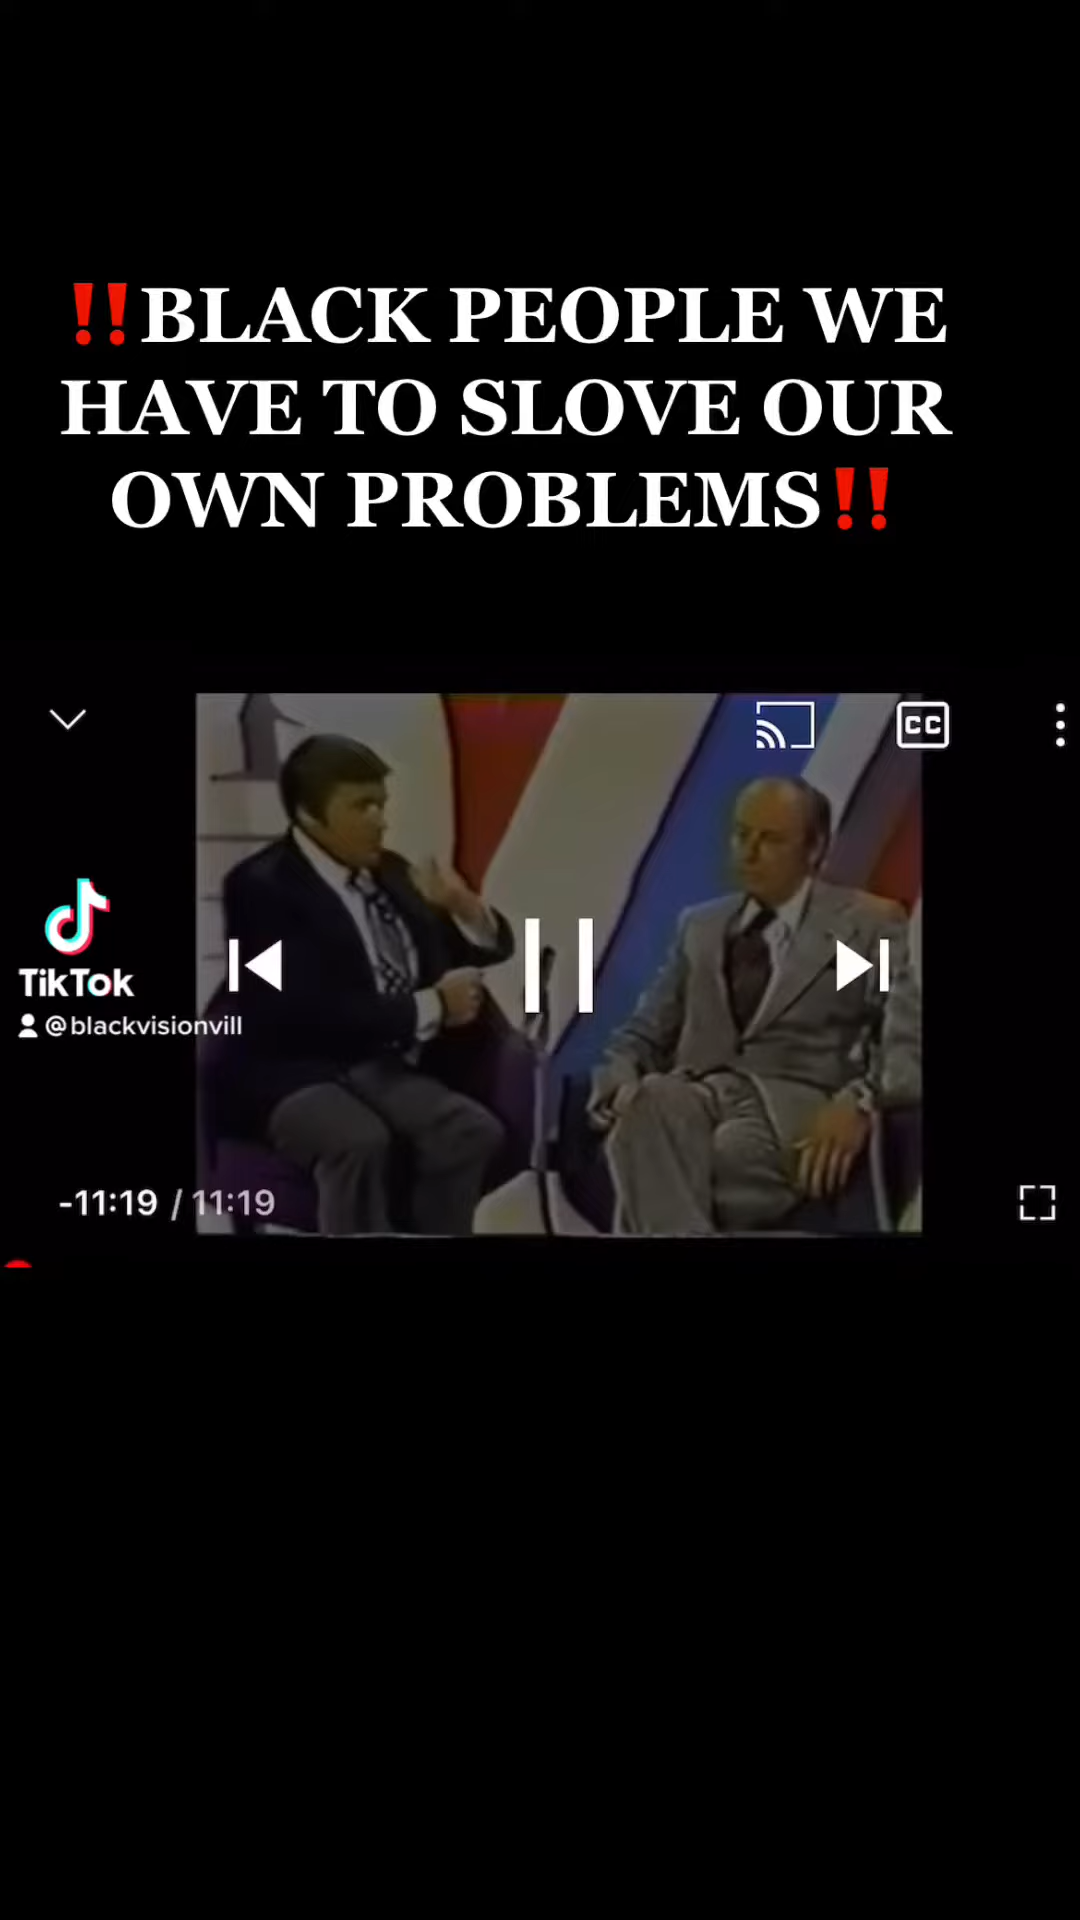 ‼️BLACK PEOPLE WE
HAVE TO SLOVE OUR
OWN PROBLEMS‼️
CC
TikTok
@blackvisionvill
-11:19 / 11:19